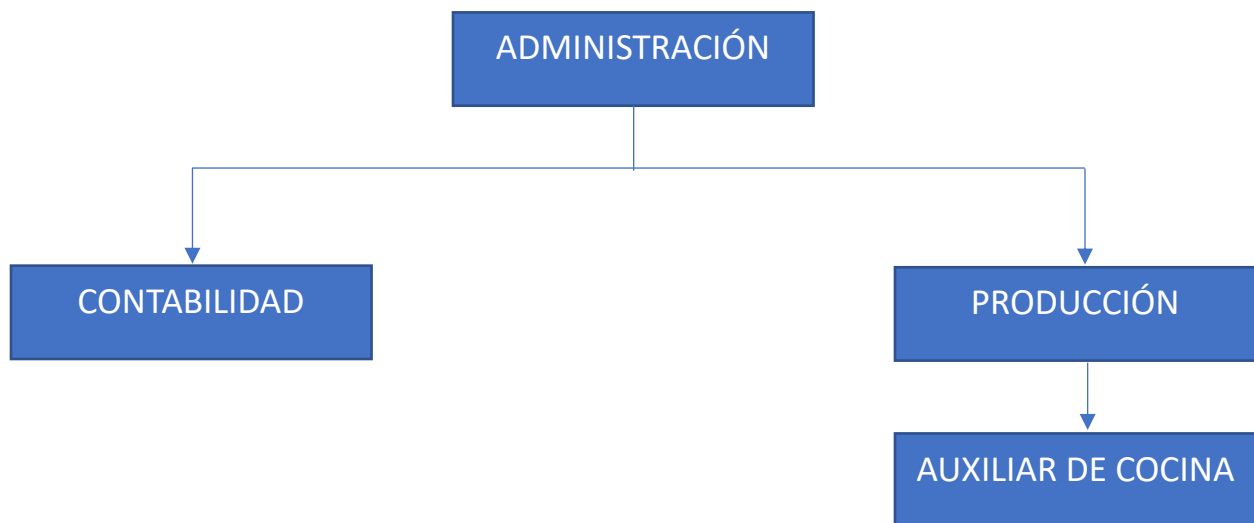 ADMINISTRACIÓN
CONTABILIDAD
PRODUCCIÓN
AUXILIAR DE COCINA